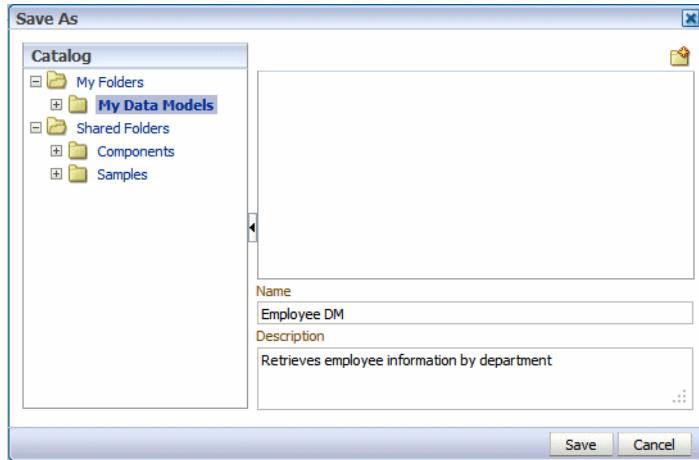 Save As
Catalog
My Folders
My Data Models
Shared Folders
Components
Samples
Name
Employee DM
Description
Retrieves employee information by department
Save Cancel